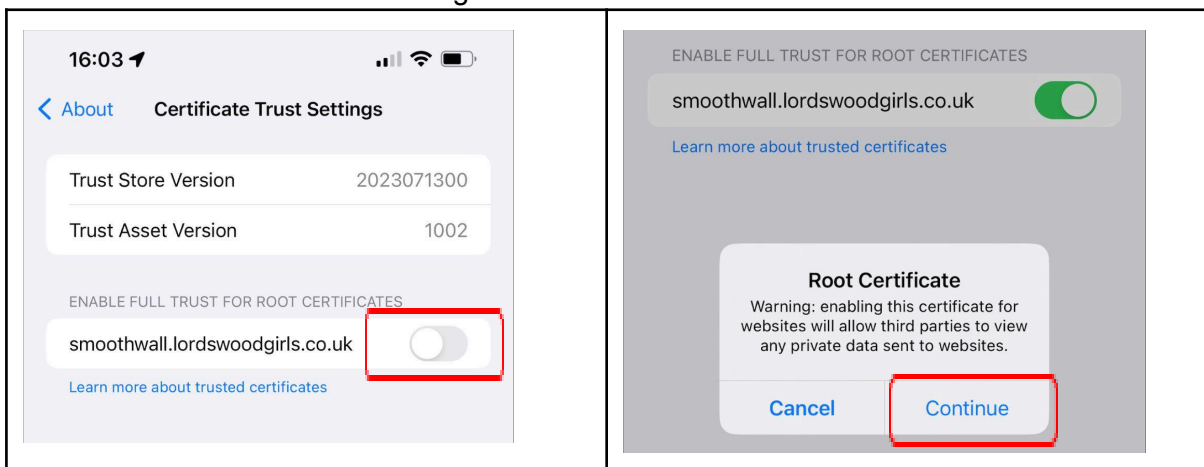 16:03
About
Certificate Trust Settings
Trust Store Version 2023071300
Trust Asset Version 1002
ENABLE FULL TRUST FOR ROOT CERTIFICATES
smoothwall.lordswoodgirls.co.uk
Learn more about trusted certificates
ENABLE FULL TRUST FOR ROOT CERTIFICATES
smoothwall.lordswoodgirls.co.uk
Learn more about trusted certificates
Root Certificate
Warning: enabling this certificate for
websites will allow third parties to view
any private data sent to websites.
Cancel Continue